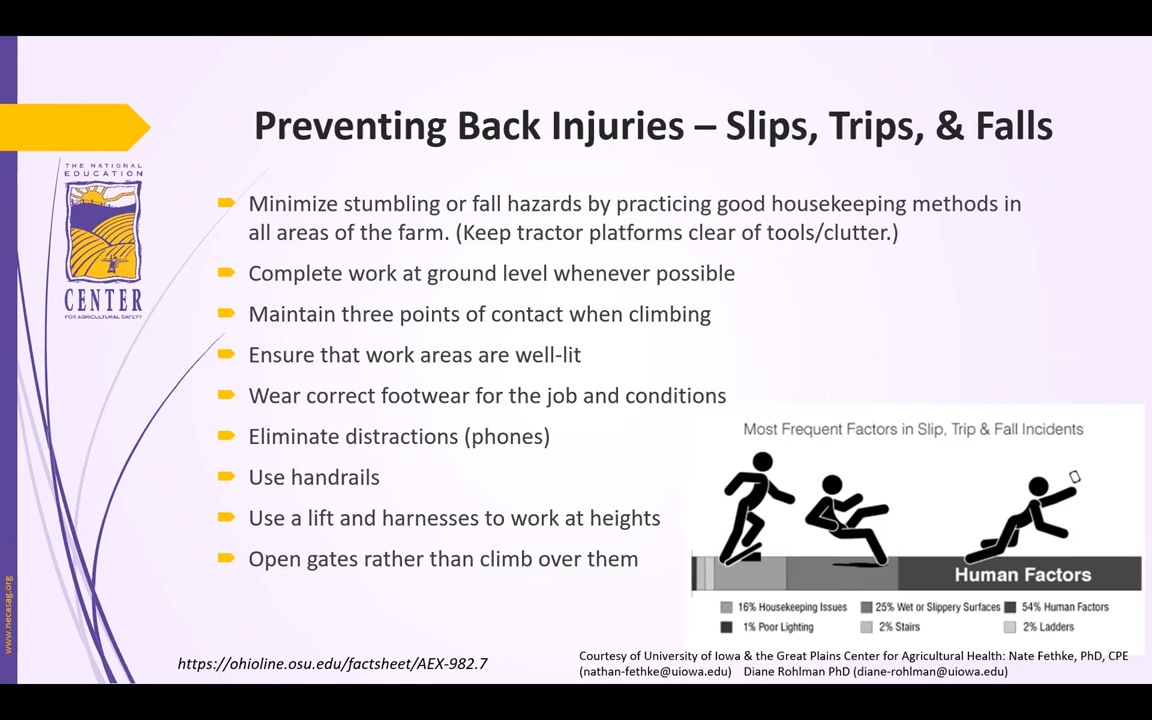 Preventing Back Injuries – Slips, Trips, & Falls
THE NATIONAL
EDUCATION
CENTER
FOR AGRICULTURAL SAFETY
Minimize stumbling or fall hazards by practicing good housekeeping methods in
all areas of the farm. (Keep tractor platforms clear of tools/clutter.)
Complete work at ground level whenever possible
Maintain three points of contact when climbing
Ensure that work areas are well-lit
Wear correct footwear for the job and conditions
Eliminate distractions (phones)
Use handrails
Use a lift and harnesses to work at heights
Open gates rather than climb over them
Most Frequent Factors in Slip, Trip & Fall Incidents
Human Factors
16% Housekeeping Issues 25% Wet or Slippery Surfaces 54% Human Factors
1% Poor Lighting 2% Stairs 2% Ladders
www.necasag.org
https://ohioline.osu.edu/factsheet/AEX-982.7
Courtesy of University of Iowa & the Great Plains Center for Agricultural Health: Nate Fethke, PhD, CPE
(nathan-fethke@uiowa.edu) Diane Rohlman PhD (diane-rohlman@uiowa.edu)